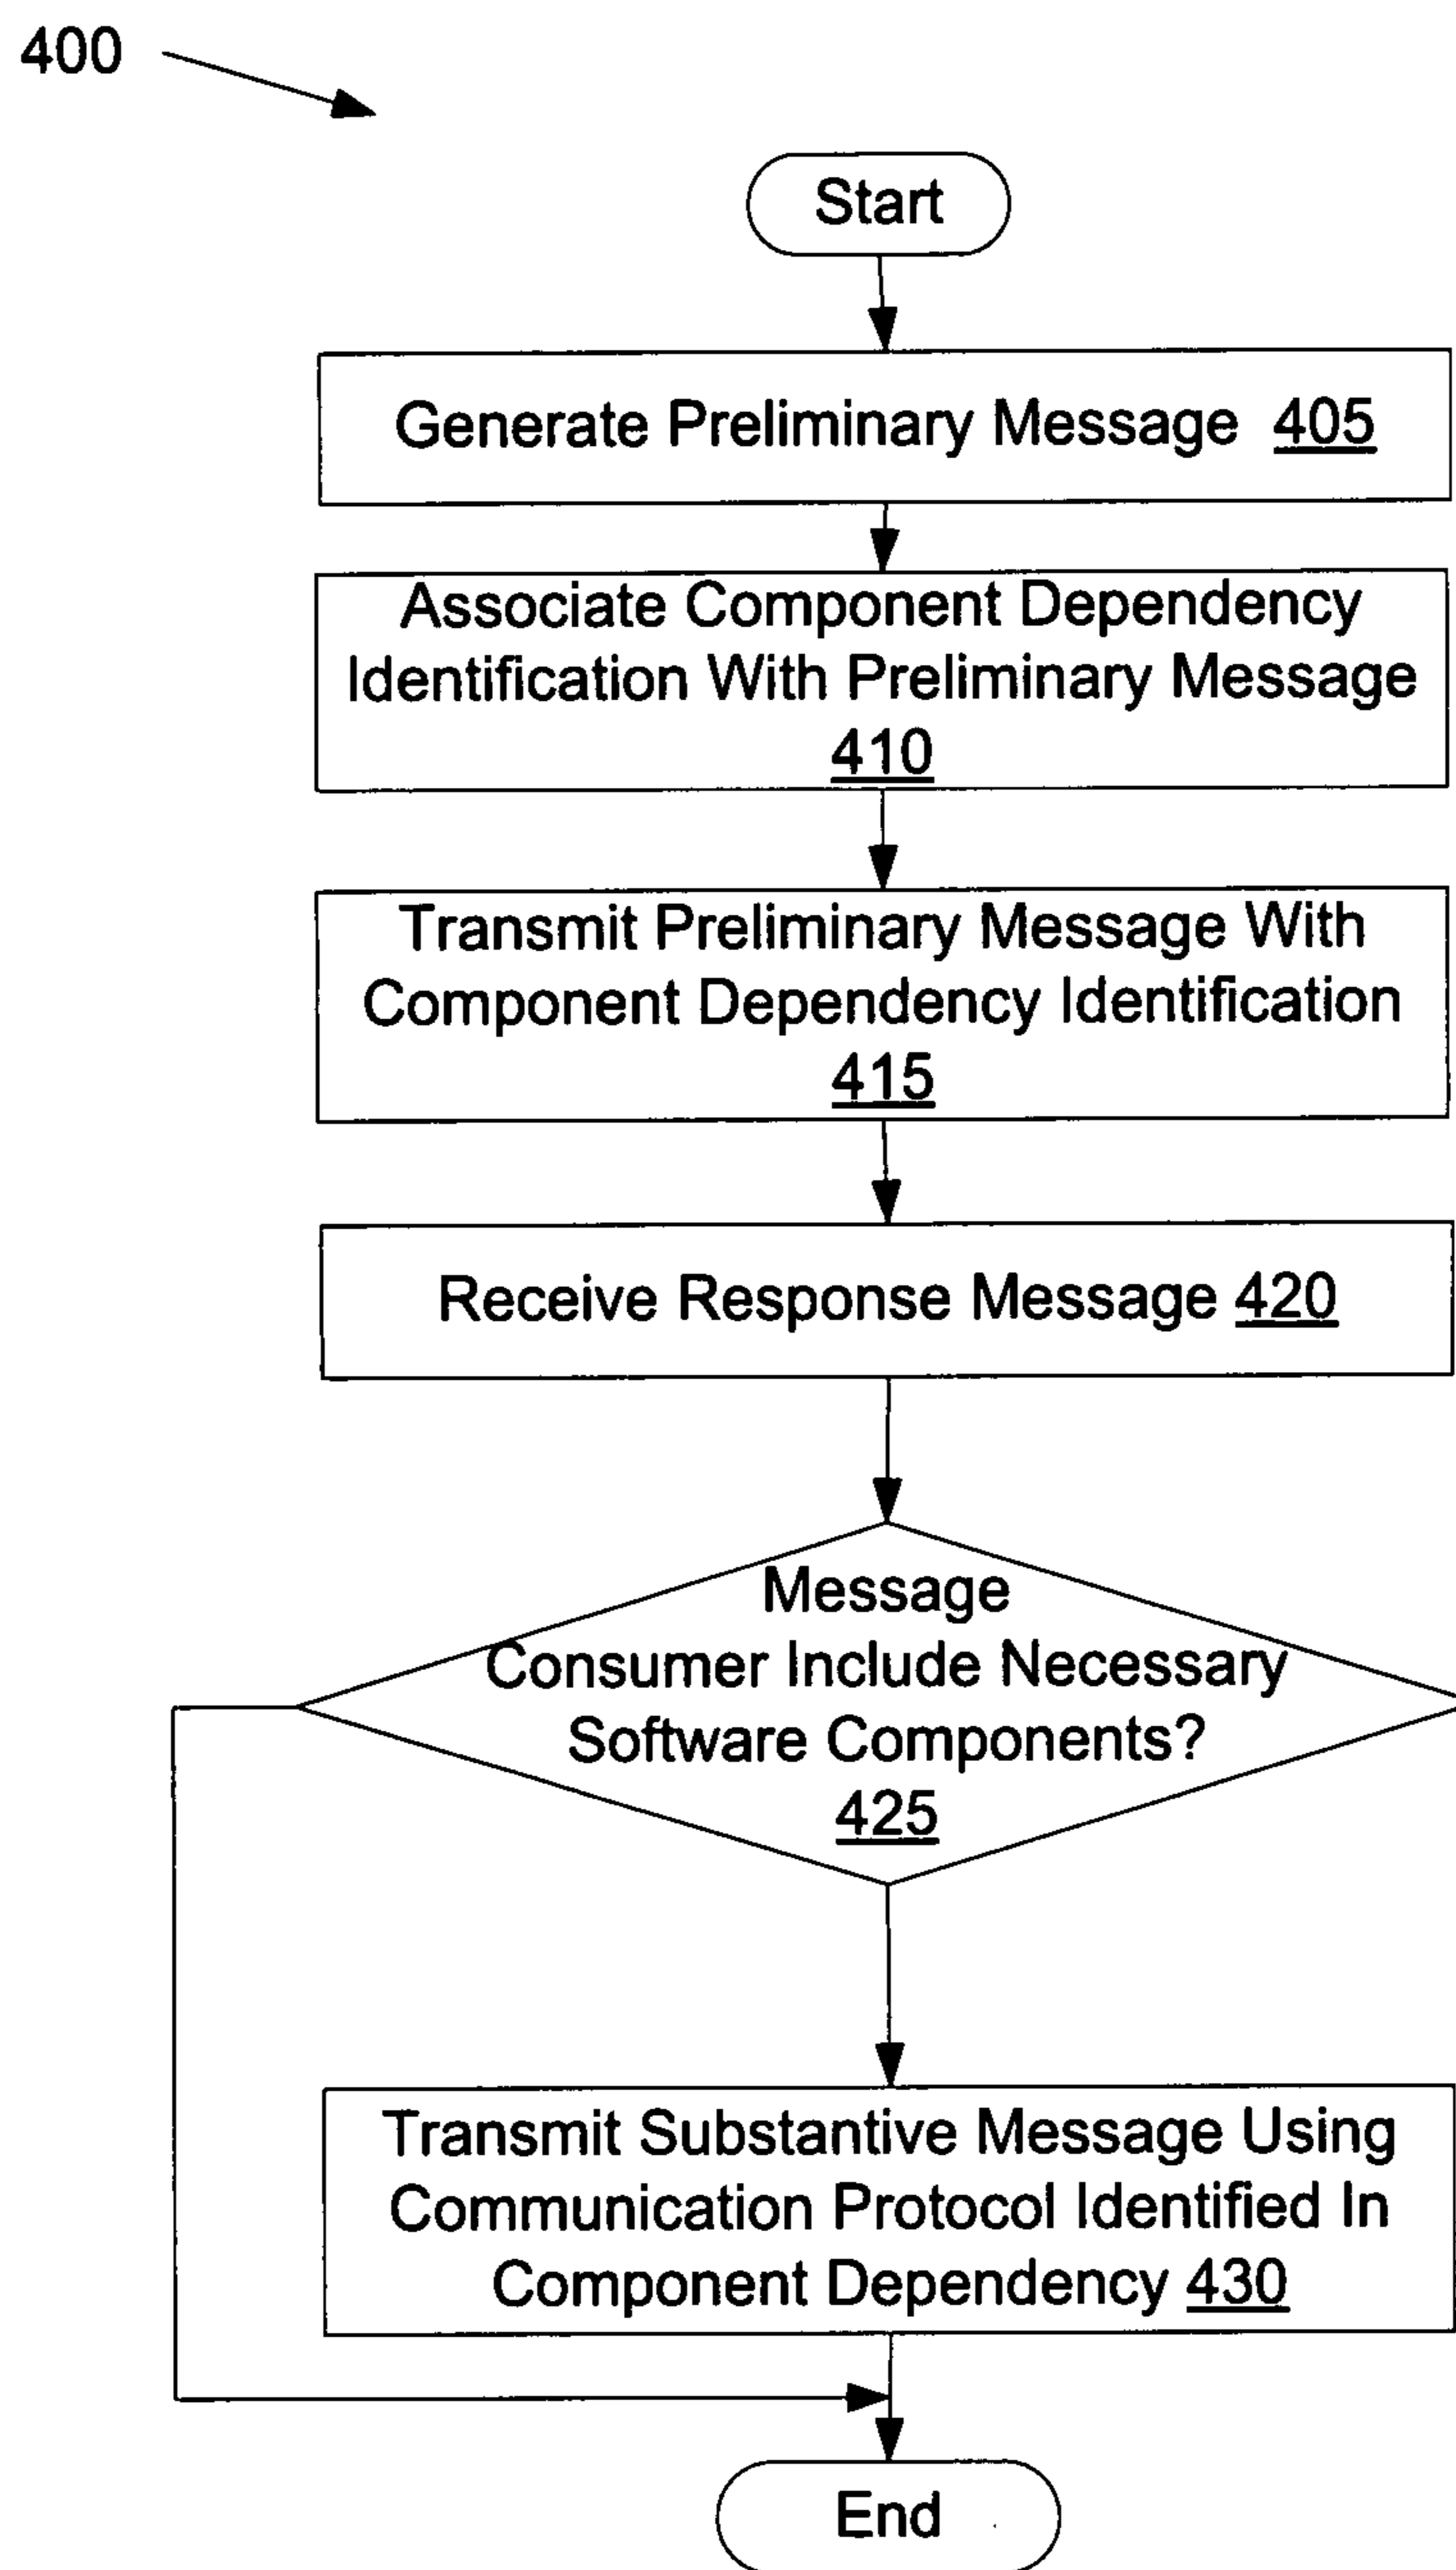 400
Start
Generate Preliminary Message 405
Associate Component Dependency
Identification With Preliminary Message
410
Transmit Preliminary Message With
Component Dependency Identification
415
Receive Response Message 420
Message
Consumer Include Necessary
Software Components?
425
Transmit Substantive Message Using
Communication Protocol Identified In
Component Dependency 430
End